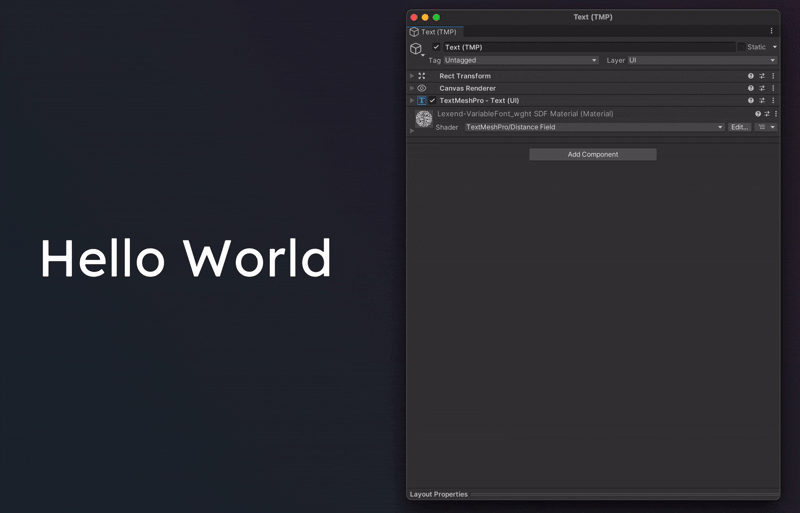 Text (TMP)
Text (TMP)
Text (TMP) Static
Tag Untagged Layer UI
Rect Transform
Canvas Renderer
TextMeshPro - Text (UI)
Lexend-VariableFont_wght SDF Material (Material)
Shader TextMeshPro/Distance Field Edit...
Add Component
Hello World
Layout Properties